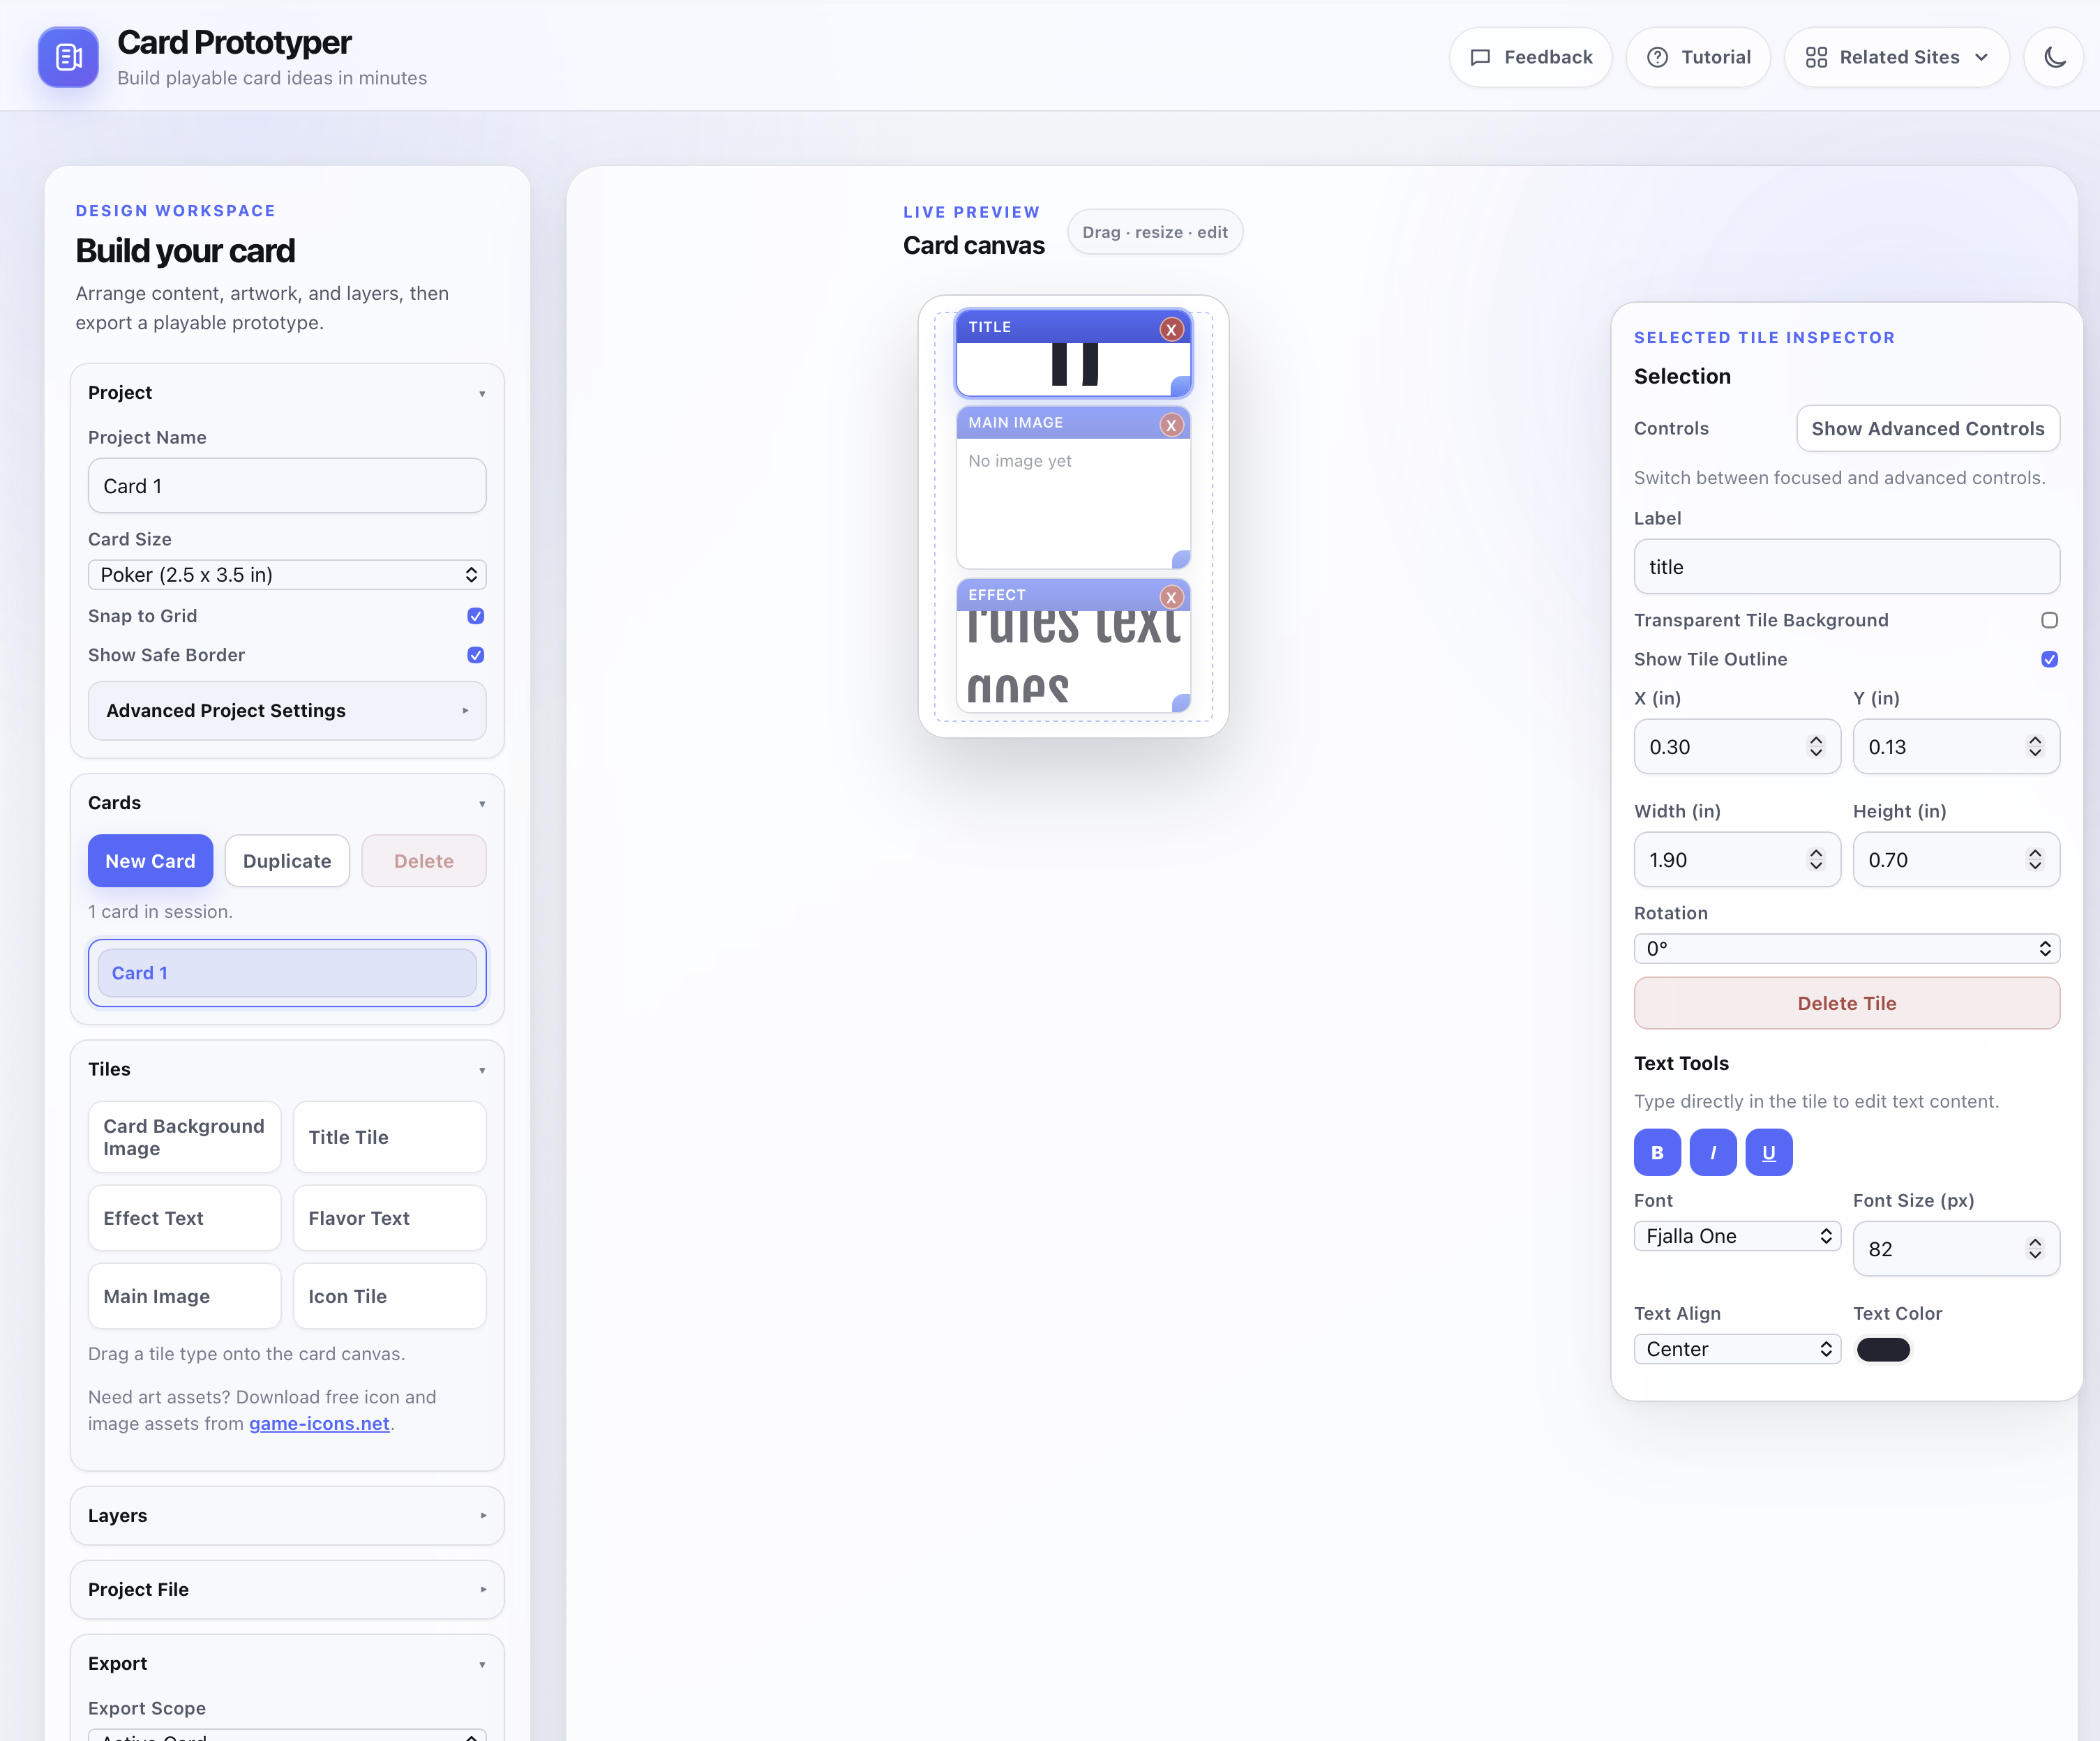 Card Prototyper
Build playable card ideas in minutes
Feedback
Tutorial
Related Sites
DESIGN WORKSPACE
Build your card
Arrange content, artwork, and layers, then
export a playable prototype.
Project
Project Name
Card 1
Card Size
Poker (2.5 x 3.5 in)
Snap to Grid
Show Safe Border
Advanced Project Settings
Cards
New Card
Duplicate
Delete
1 card in session.
Card 1
Tiles
Card Background
Image
Title Tile
Effect Text
Flavor Text
Main Image
Icon Tile
Drag a tile type onto the card canvas.
Need art assets? Download free icon and
image assets from game-icons.net.
Layers
Project File
Export
Export Scope
Active Card
LIVE PREVIEW
Card canvas
Drag · resize · edit
TITLE
X
MAIN IMAGE
X
No image yet
EFFECT
X
rules text
goes
SELECTED TILE INSPECTOR
Selection
Controls
Show Advanced Controls
Switch between focused and advanced controls.
Label
title
Transparent Tile Background
Show Tile Outline
X (in)
Y (in)
0.30
0.13
Width (in)
Height (in)
1.90
0.70
Rotation
0°
Delete Tile
Text Tools
Type directly in the tile to edit text content.
B
I
U
Font
Font Size (px)
Fjalla One
82
Text Align
Text Color
Center